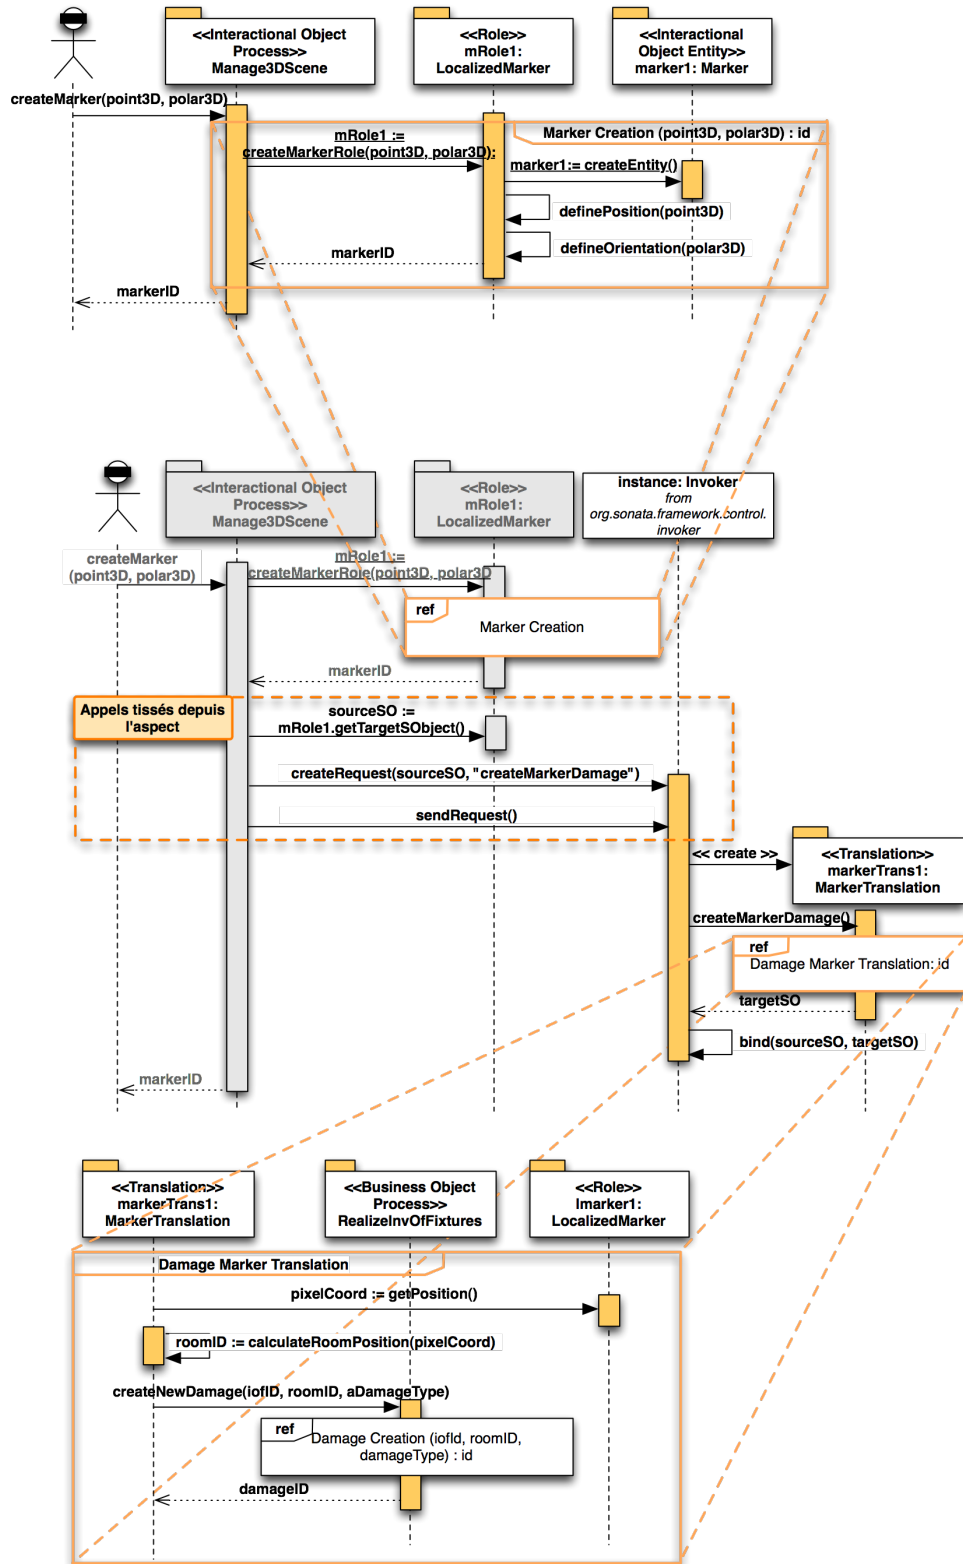 <<Interactional Object
Process>>
Manage3DScene
<<Role>>
mRole1:
LocalizedMarker
<<Interactional
Object Entity>>
marker1: Marker
createMarker(point3D, polar3D)
Marker Creation (point3D, polar3D) : id
mRole1 :=
createMarkerRole(point3D, polar3D):
marker1:= createEntity()
definePosition(point3D)
defineOrientation(polar3D)
markerID
markerID
<<Interactional Object
Process>>
Manage3DScene
<<Role>>
mRole1:
LocalizedMarker
instance: Invoker
from
org.sonata.framework.control.
invoker
createMarker
(point3D, polar3D)
mRole1 :=
createMarkerRole(point3D, polar3D
ref
Marker Creation
markerID
Appels tissés depuis
l'aspect
sourceSO :=
mRole1.getTargetSObject()
createRequest(sourceSO, "createMarkerDamage")
sendRequest()
<< create >>
<<Translation>>
markerTrans1:
MarkerTranslation
createMarkerDamage()
ref
Damage Marker Translation: id
targetSO
bind(sourceSO, targetSO)
markerID
<<Translation>>
markerTrans1:
MarkerTranslation
<<Business Object
Process>>
RealizeInvOfFixtures
<<Role>>
lmarker1:
LocalizedMarker
Damage Marker Translation
pixelCoord := getPosition()
roomID := calculateRoomPosition(pixelCoord)
createNewDamage(iofID, roomID, aDamageType)
ref
Damage Creation (iofId, roomID,
damageType) : id
damageID